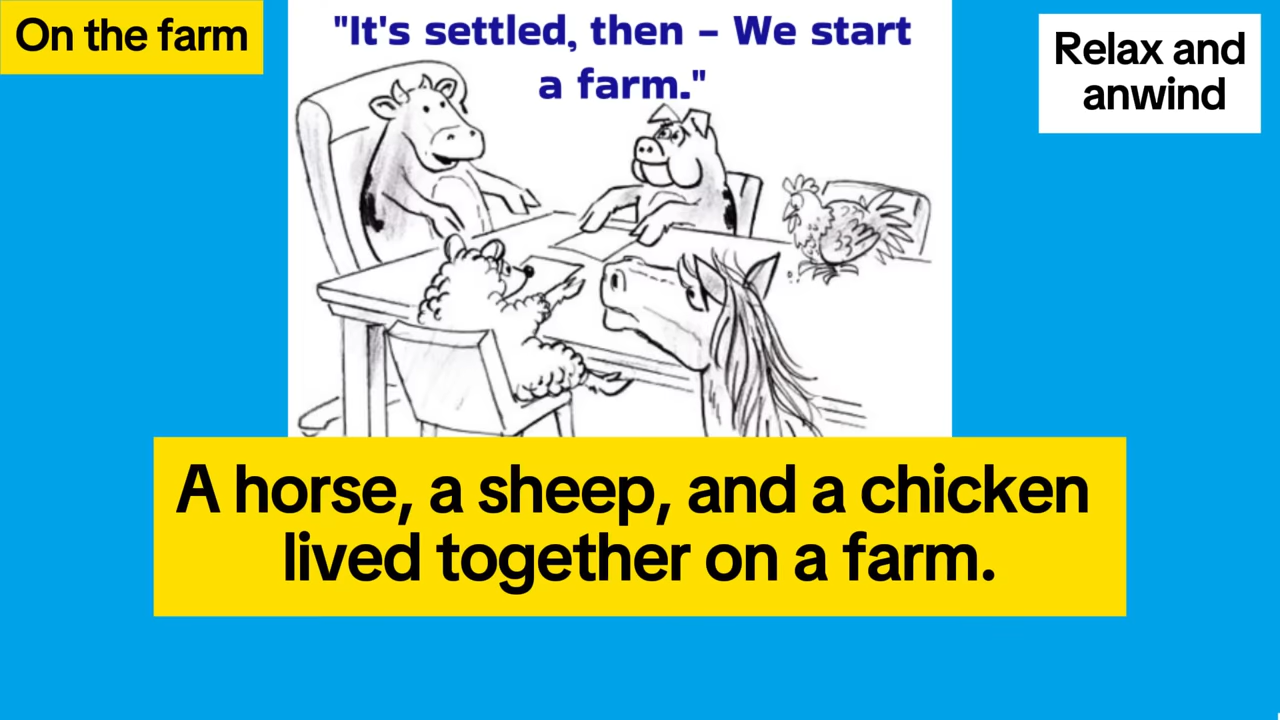 On the farm
"It's settled, then – We start
a farm."
Relax and
anwind
A horse, a sheep, and a chicken
lived together on a farm.